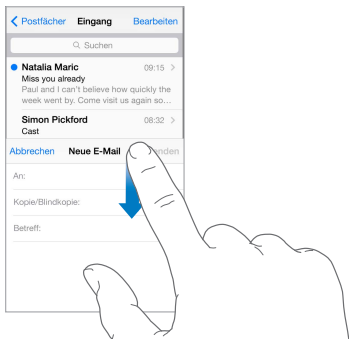 Postfächer Eingang Bearbeiten
Suchen
Natalia Maric 09:15
Miss you already
Paul and I can't believe how quickly the
week went by. Come visit us again so…
Simon Pickford 08:32
Cast
Abbrechen Neue E-Mail
An:
Kopie/Blindkopie:
Betreff: